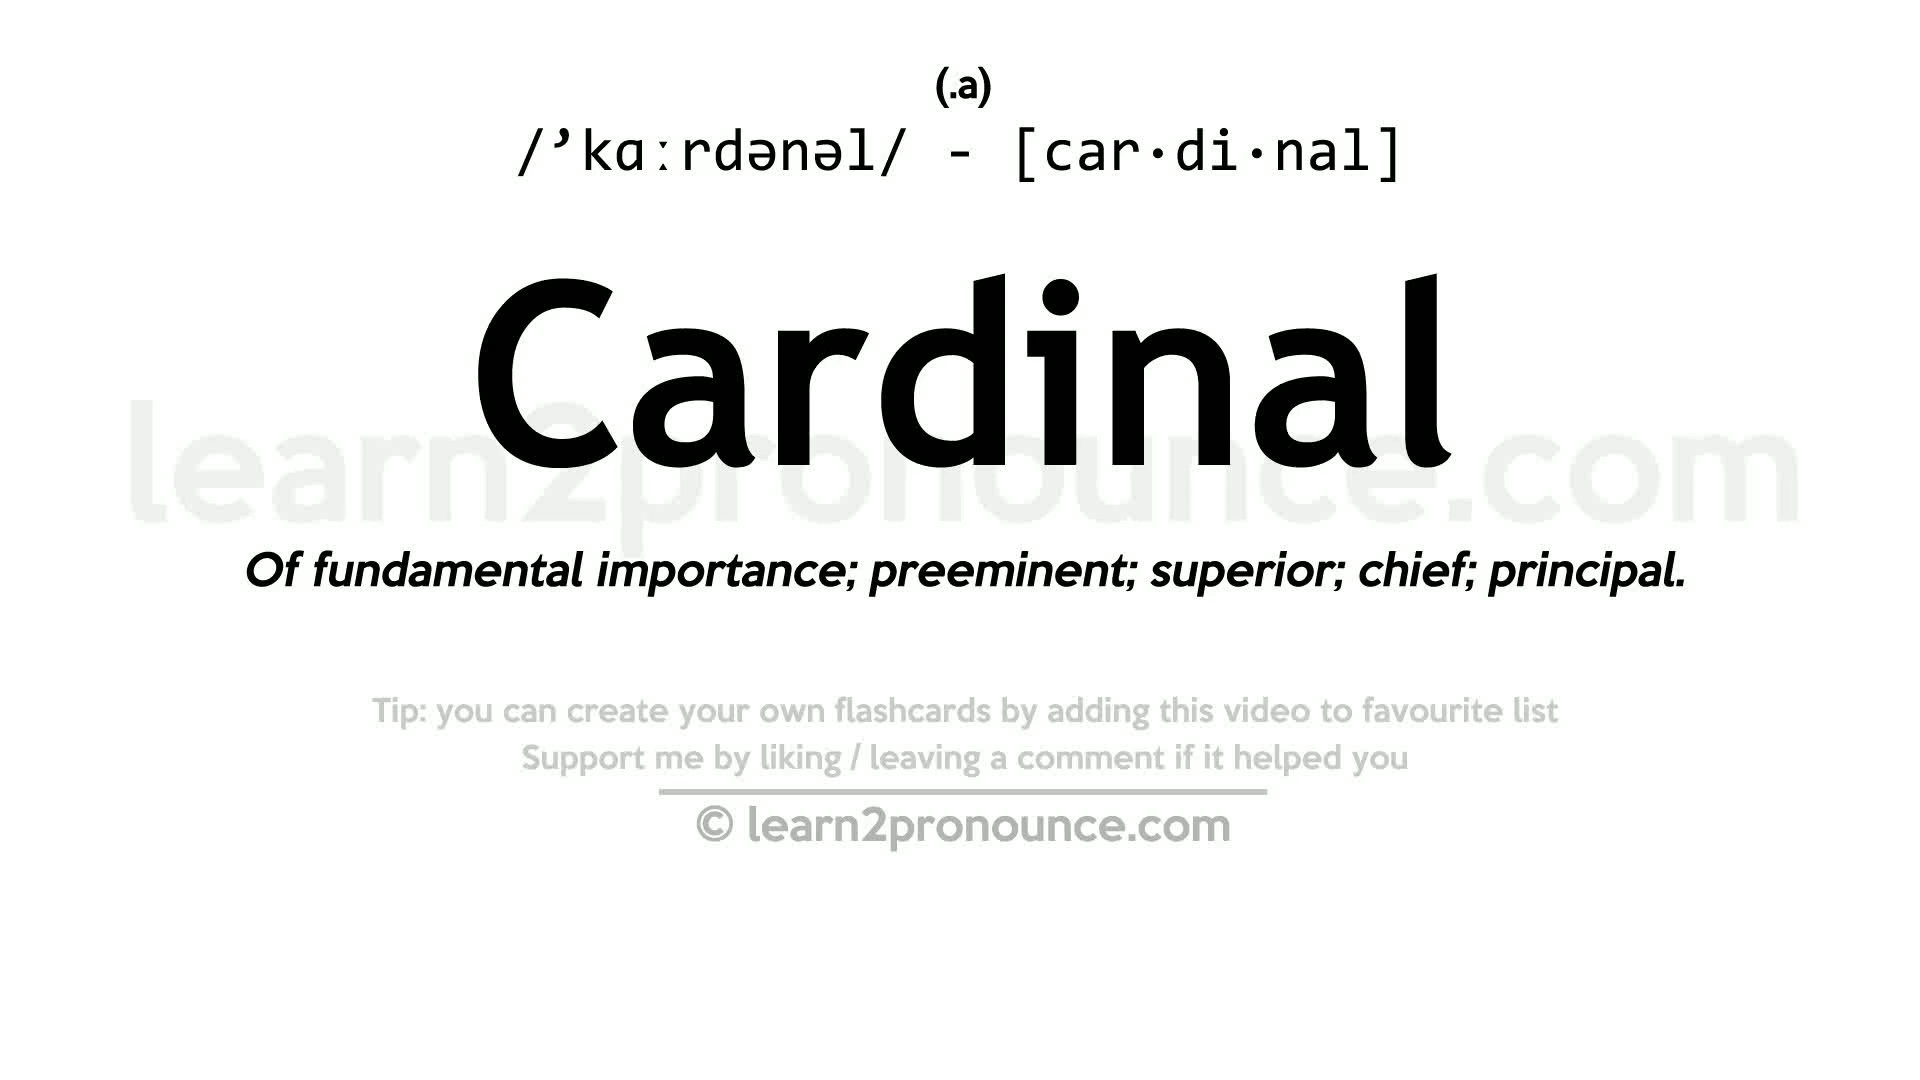 (.a)
/’kɑːrdənəl/ - [car·di·nal]
Cardinal
learn2pronounce.com
Of fundamental importance; preeminent; superior; chief; principal.
Tip: you can create your own flashcards by adding this video to favourite list
Support me by liking / leaving a comment if it helped you
© learn2pronounce.com